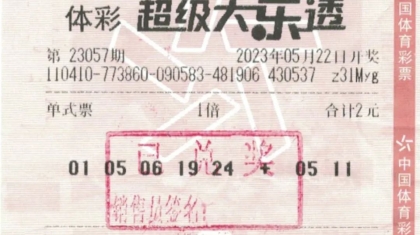 体彩 超级大乐透
第 23057期 2023年05月22日开奖
110410-773860-090583-481906 430537 z31Myg
单式票 1倍 合计2元
已兑奖
01 05 06 19 24 + 05 11
销售员签名:
国体育彩票
中国体育彩